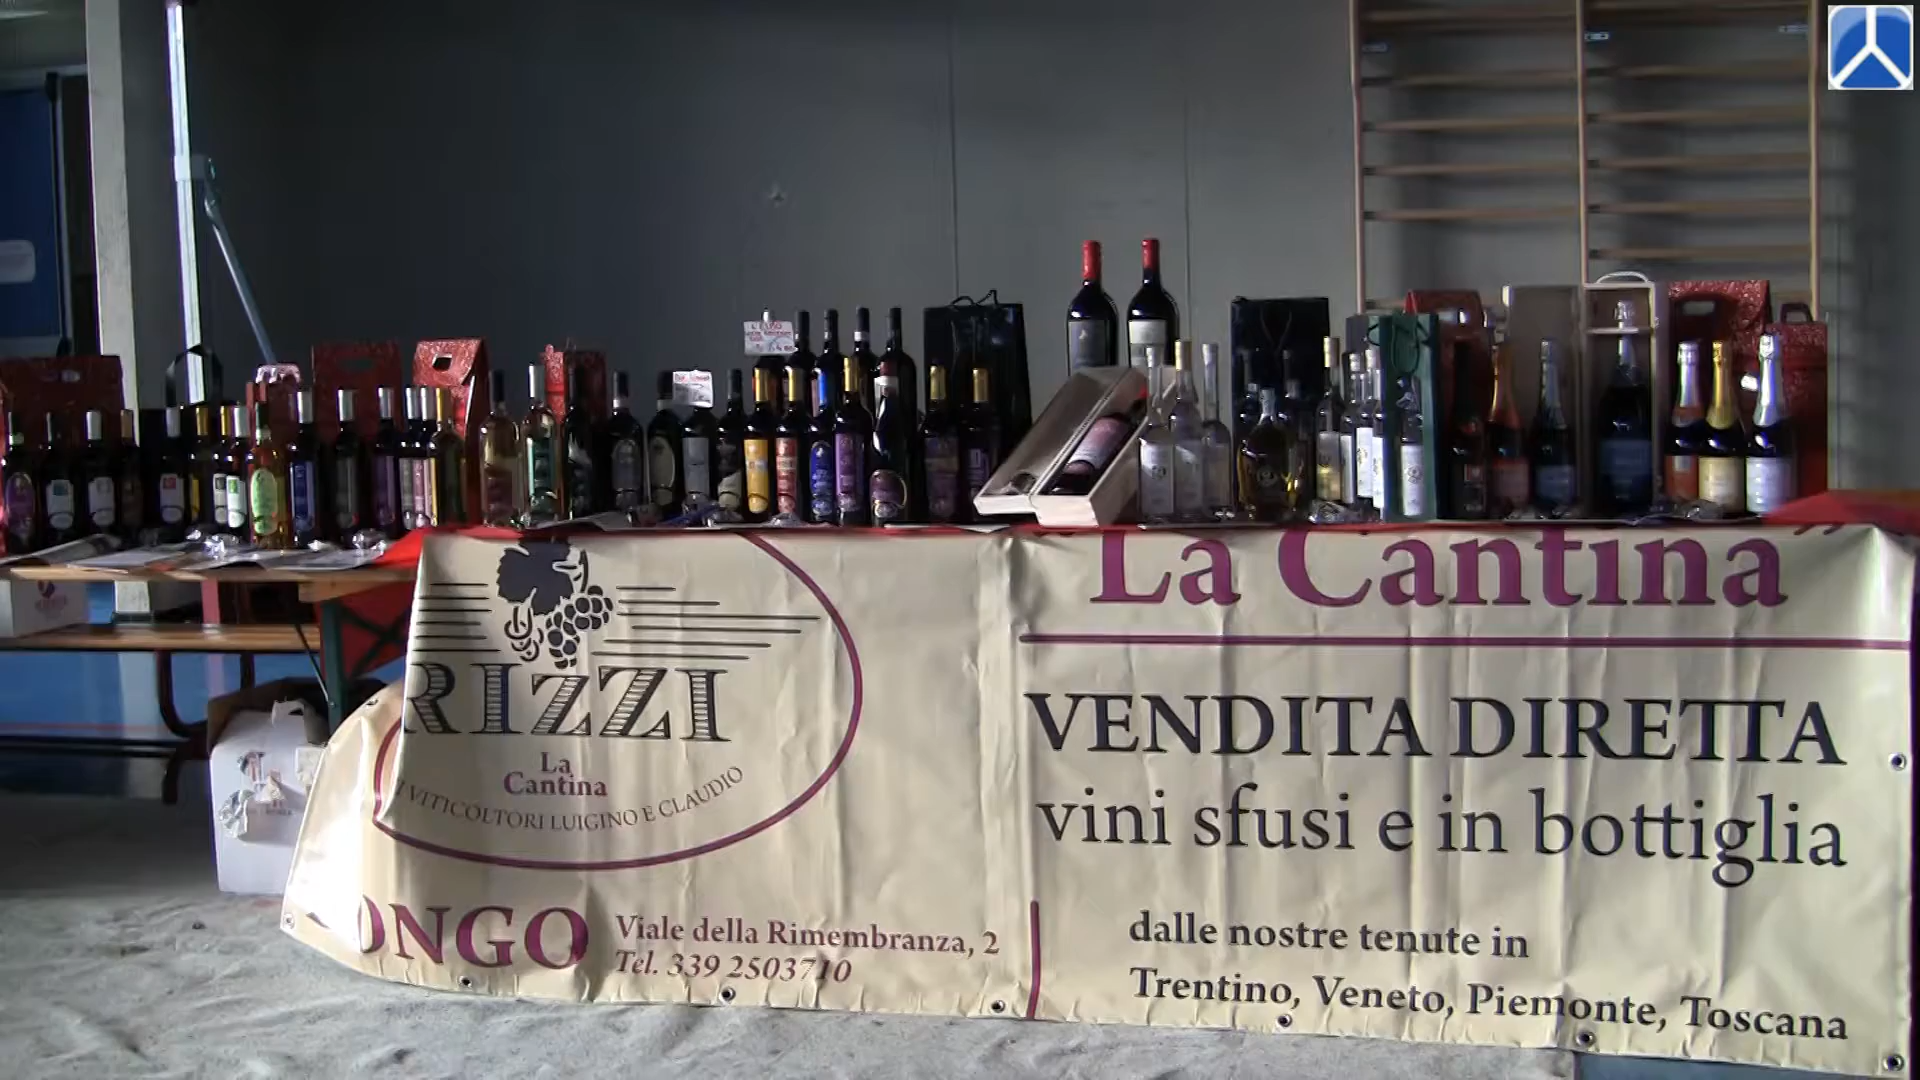 RIZZI
La
Cantina
I VITICOLTORI LUIGINO E CLAUDIO
ONGO
Viale della Rimembranza, 2
Tel. 339 2503710
"La Cantina"
VENDITA DIRETTA
vini sfusi e in bottiglia
dalle nostre tenute in
Trentino, Veneto, Piemonte, Toscana